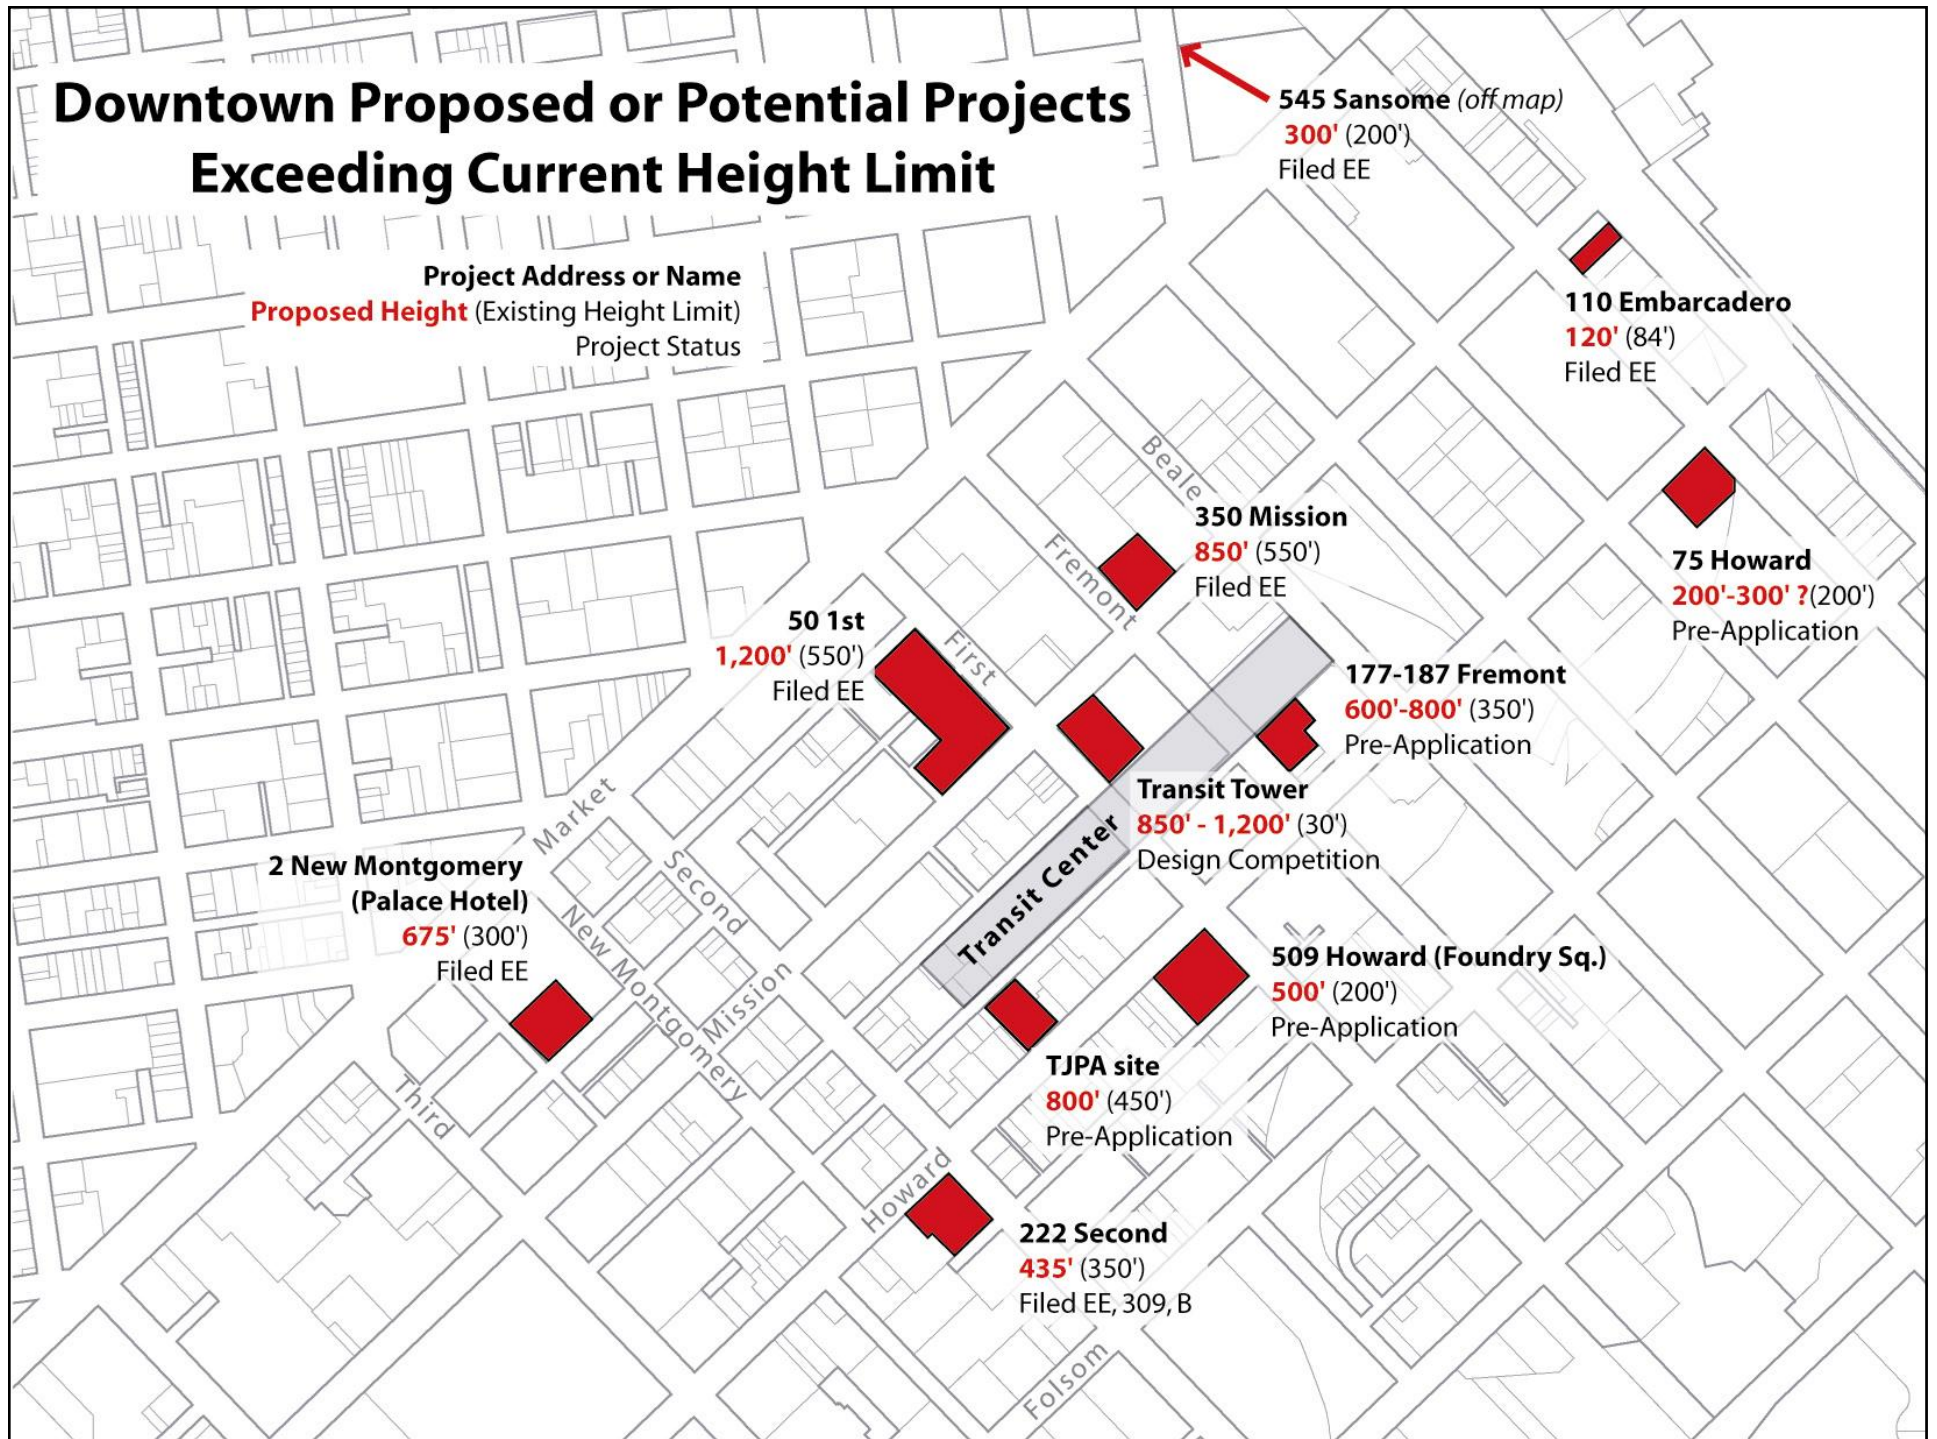 Downtown Proposed or Potential Projects
Exceeding Current Height Limit
Project Address or Name
Proposed Height (Existing Height Limit)
Project Status
545 Sansome (off map)
300' (200')
Filed EE
110 Embarcadero
120' (84')
Filed EE
Beale
350 Mission
850' (550')
Filed EE
Fremont
75 Howard
200'-300' ?(200')
Pre-Application
50 1st
1,200' (550')
Filed EE
First
177-187 Fremont
600'-800' (350')
Pre-Application
Transit Tower
850' - 1,200' (30')
Design Competition
Transit Center
Market
Second
2 New Montgomery
(Palace Hotel)
675' (300')
Filed EE
New Montgomery
Mission
509 Howard (Foundry Sq.)
500' (200')
Pre-Application
TJPA site
800' (450')
Pre-Application
Third
Howard
222 Second
435' (350')
Filed EE, 309, B
Folsom